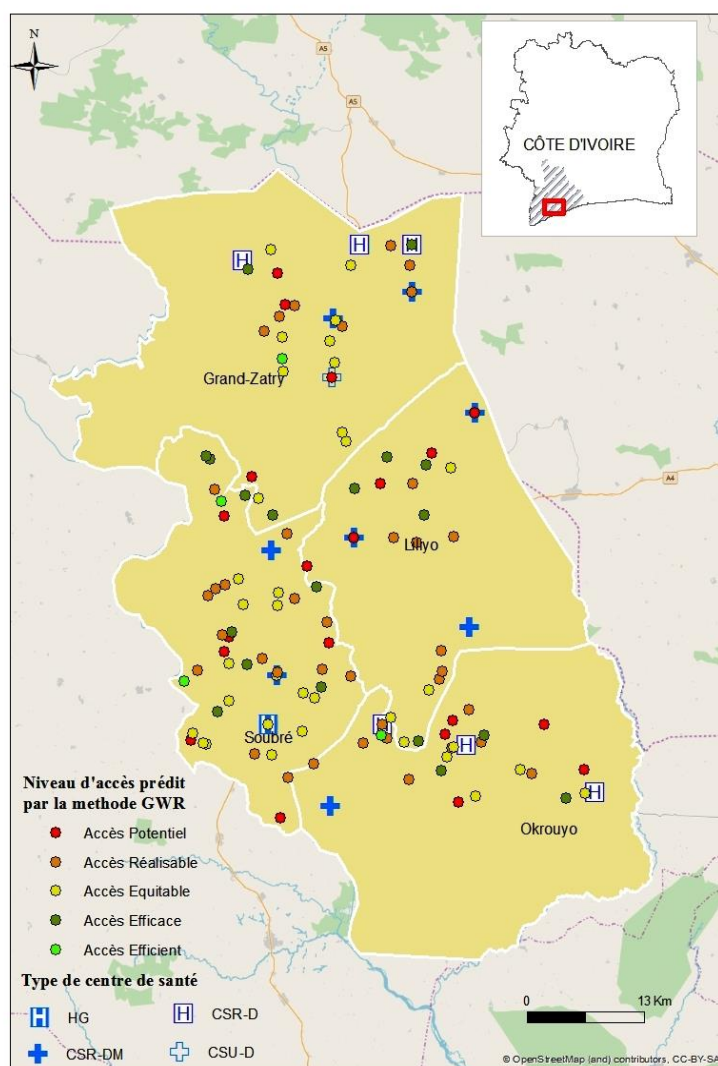 N
A5
A5
CÔTE D'IVOIRE
Grand-Zatry
A4
Liliyo
Soubré
Okrouyo
Niveau d'accès prédit
par la methode GWR
Accès Potentiel
Accès Réalisable
Accès Equitable
Accès Efficace
Accès Efficient
Type de centre de santé
H HG
H CSR-D
CSR-DM
CSU-D
0 13 Km
© OpenStreetMap (and) contributors, CC-BY-SA